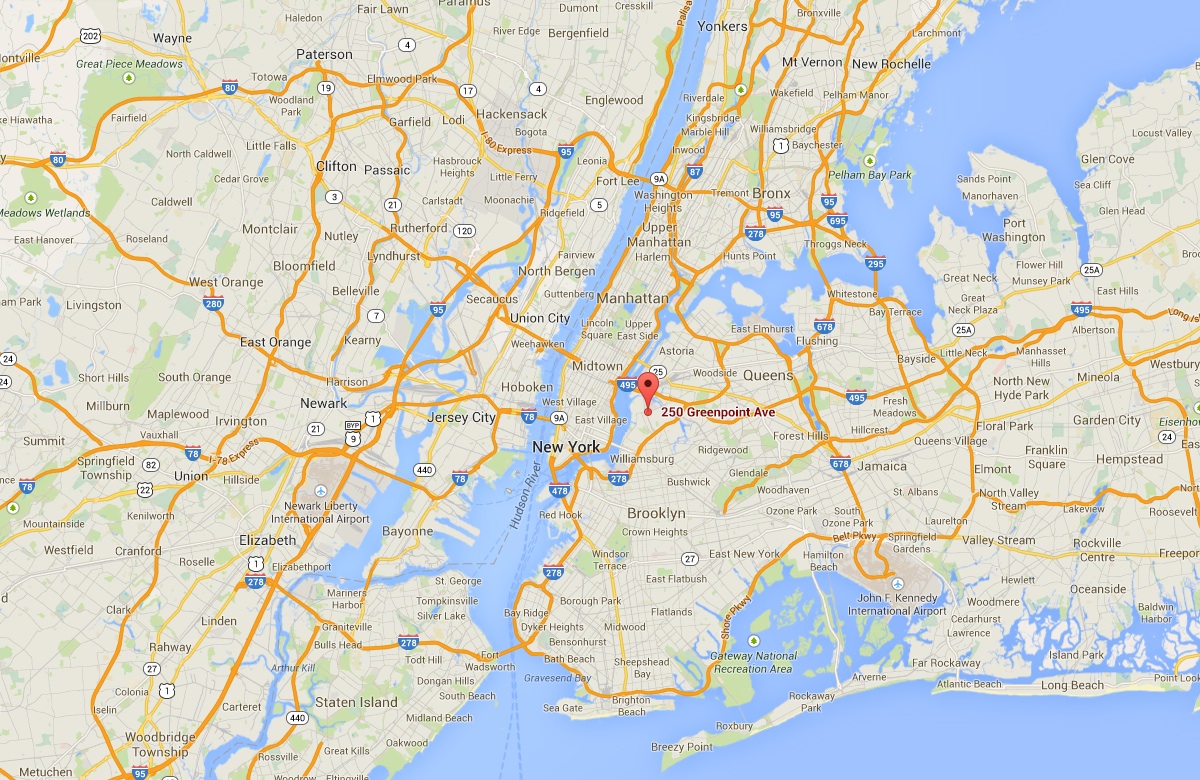 Fair Lawn
Paramus
Dumont
Cresskill
Palisa
Bronxville
Haledon
River Edge
Bergenfield
Yonkers
Larchmont
202
Wayne
4
Paterson
Mt Vernon
New Rochelle
ontville
Great Piece Meadows
Totowa
Elmwood Park
80
19
17
4
Englewood
Riverdale
Wakefield
Pelham Manor
Woodland
Park
Hackensack
Kingsbridge
Marble Hill
Williamsbridge
Fairfield
Garfield
Lodi
Bogota
Locust Valley
ke Hiawatha
Little Falls
I-80 Express
95
Leonia
Inwood
1
Baychester
80
North Caldwell
Clifton
Passaic
Hasbrouck
Heights
Little Ferry
Fort Lee
9A
87
Pelham Bay Park
Glen Cove
Cedar Grove
Sands Point
Sea Cliff
Meadows Wetlands
Caldwell
3
21
Carlstadt
Moonachie
Ridgefield
5
Washington
Heights
Tremont
Bronx
95
95
695
Manorhaven
Glen Head
East Hanover
Roseland
Montclair
Nutley
Rutherford
120
Upper
Manhattan
278
Port
Washington
Throggs Neck
Lyndhurst
Fairview
Harlem
Hunts Point
295
Bloomfield
North Bergen
Flower Hill
25A
West Orange
Belleville
Great Neck
Munsey Park
am Park
Livingston
280
95
Secaucus
Guttenberg
Manhattan
Whitestone
Great
Neck Plaza
East Hills
7
Union City
Lincoln
Square
Upper
East Side
East Elmhurst
678
Bay Terrace
495
Long Is
East Orange
Kearny
Weehawken
Flushing
25A
Albertson
24
Astoria
Bayside
Little Neck
Manhasset
Hills
Westbury
24
Short Hills
South Orange
Harrison
Midtown
495
25
Woodside
Queens
North New
Hyde Park
Mineola
Hoboken
Millburn
Newark
West Village
495
Fresh
Meadows
Maplewood
1
Jersey City
78
9A
East Village
250 Greenpoint Ave
Floral Park
Garden City
Eisenho
Summit
21
BYP
9
New York
Forest Hills
Hillcrest
Queens Village
24
78
I-78 Express
Springfield
Township
82
440
78
Williamsburg
Ridgewood
678
Jamaica
Franklin
Square
Hempstead
Union
Hillside
278
Glendale
Elmont
78
22
478
Bushwick
Woodhaven
St. Albans
North Valley
Stream
Newark Liberty
International Airport
Hudson River
Red Hook
Brooklyn
Ozone Park
South
Ozone Park
Lakeview
Roosevelt
Mountainside
Kenilworth
Bayonne
Crown Heights
Laurelton
Westfield
Cranford
Elizabeth
Windsor
Terrace
27
East New York
Belt Pkwy
Springfield
Gardens
Valley Stream
Rockville
Centre
Freepor
Roselle
1
Elizabethport
278
Hamilton
Beach
278
St. George
East Flatbush
John F. Kennedy
International Airport
Hewlett
Oceanside
Mariners
Harbor
Tompkinsville
Borough Park
Woodmere
Clark
Silver Lake
Bay Ridge
Flatlands
Shore Pkwy
Cedarhurst
Baldwin
Harbor
Linden
Graniteville
Dyker Heights
Midwood
Lawrence
Rahway
Bulls Head
278
Bensonhurst
Gateway National
Recreation Area
Island Park
Todt Hill
Fort
Wadsworth
Bath Beach
Sheepshead
Bay
Far Rockaway
27
Arthur Kill
Dongan Hills
Gravesend Bay
Arverne
Atlantic Beach
Long Beach
Point Look
Colonia
1
South Beach
Rockaway
Park
Carteret
Staten Island
Sea Gate
Brighton
Beach
Iselin
440
Midland Beach
Roxbury
Woodbridge
Township
Great Kills
Oakwood
Breezy Point
Rossville
Metuchen
95
Woodrow
Eltingville